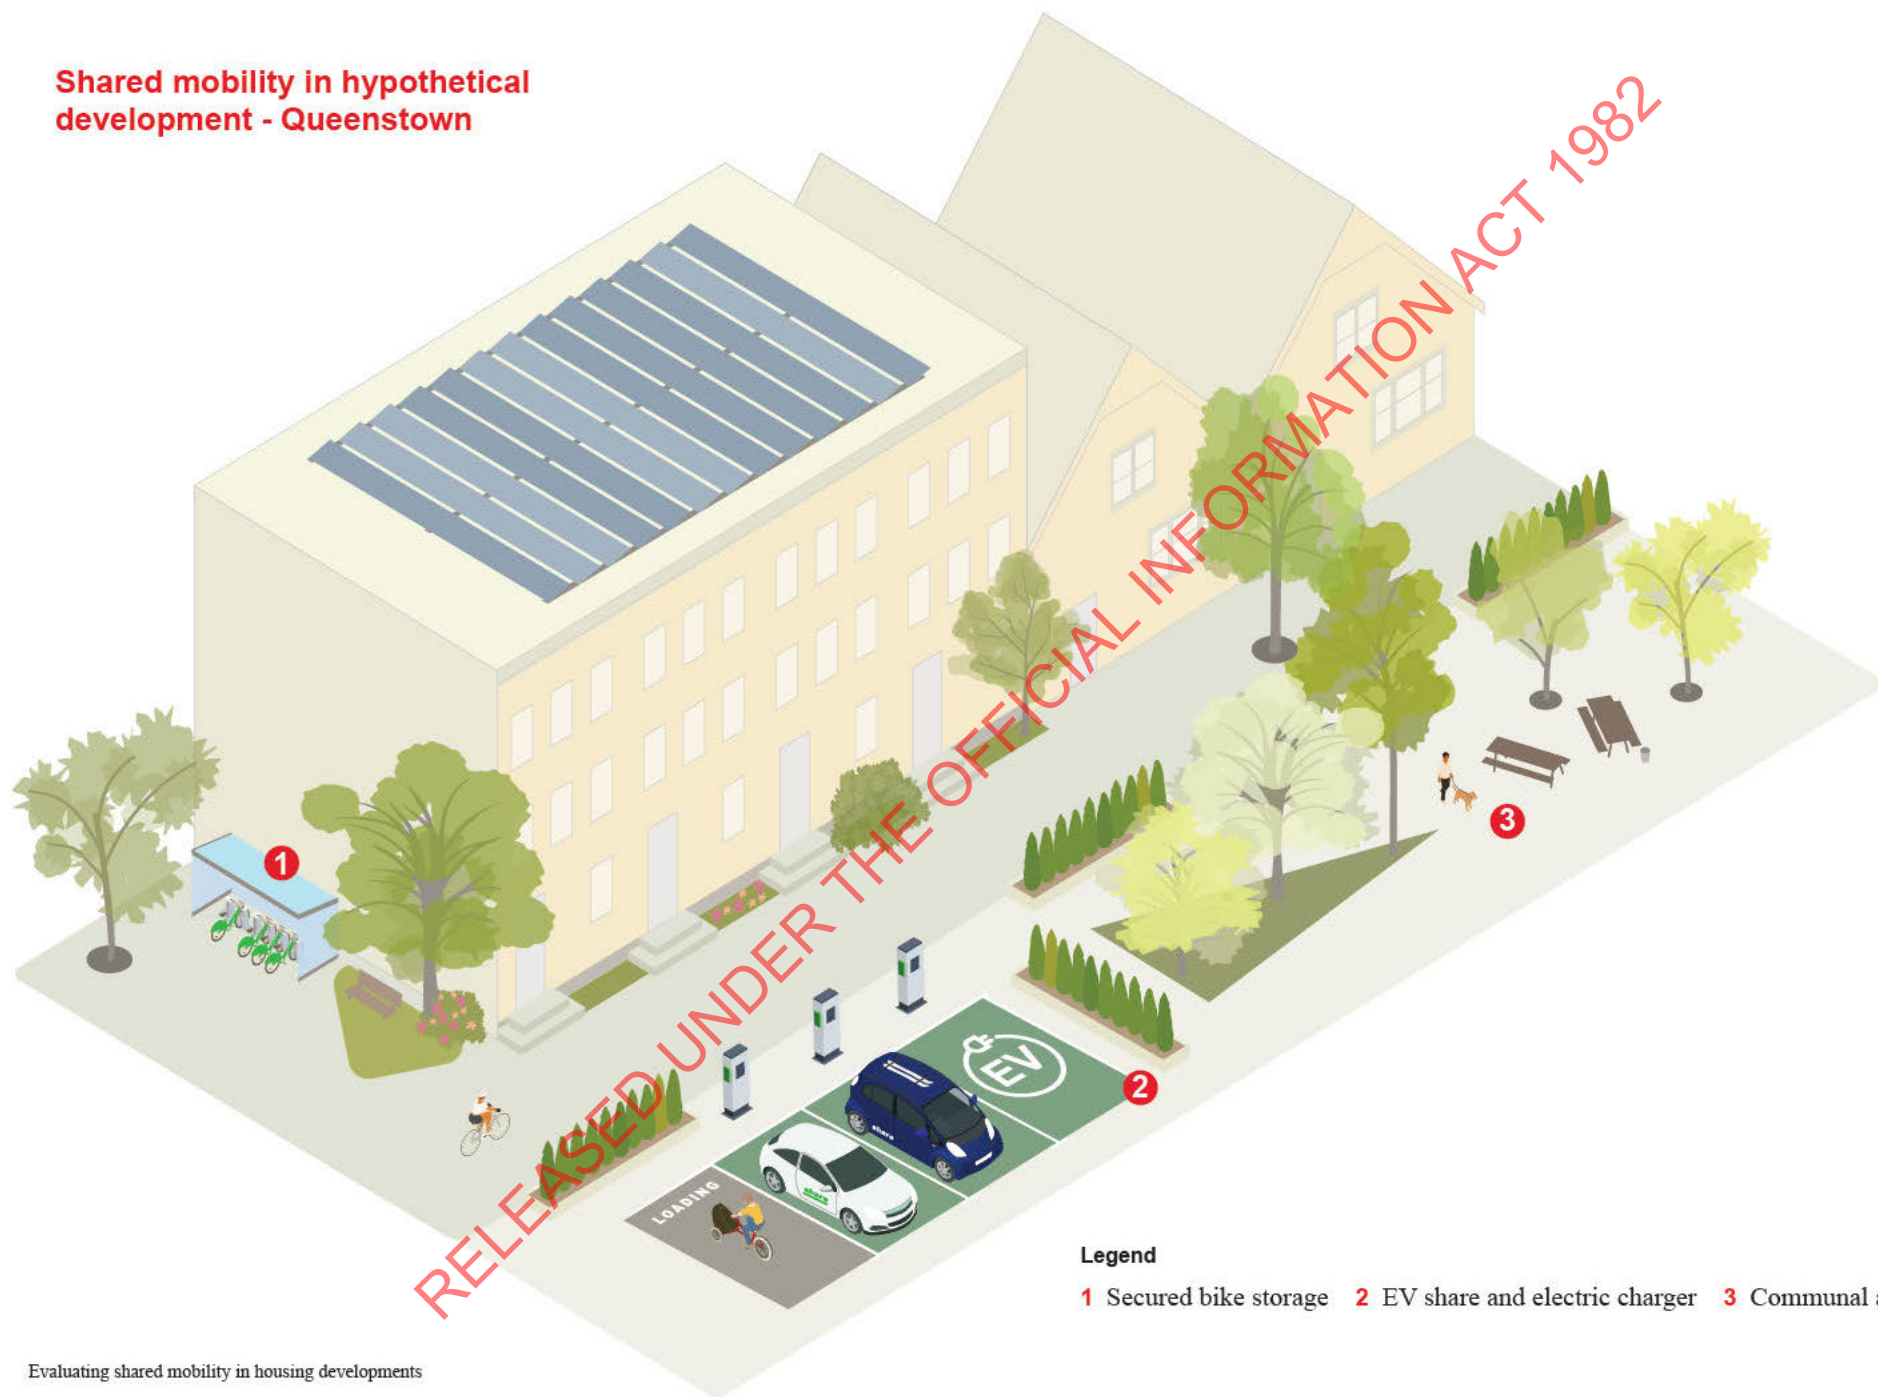 Shared mobility in hypothetical
development - Queenstown
RELEASED UNDER THE OFFICIAL INFORMATION ACT 1982
1
3
EV
2
share
share
LOADING
Legend
1 Secured bike storage 2 EV share and electric charger 3 Communal
Evaluating shared mobility in housing developments